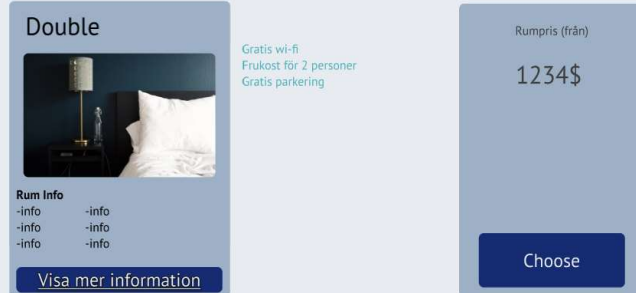 Double
Rum Info
-info -info
-info -info
-info -info
Visa mer information
Gratis wi-fi
Frukost för 2 personer
Gratis parkering
Rumpris (från)
1234$
Choose